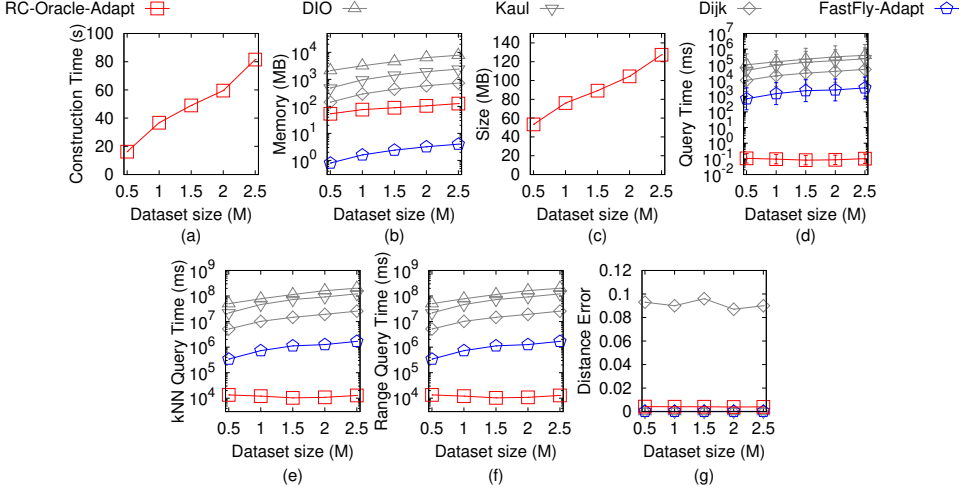 RC-Oracle-Adapt DIO Kaul Dijk FastFly-Adapt
Construction Time (s)
0
20
40
60
80
100
0.5 1 1.5 2 2.5
Dataset size (M)
(a)
Memory (MB)
10^0
10^1
10^2
10^3
10^4
0.5 1 1.5 2 2.5
Dataset size (M)
(b)
Size (MB)
0
20
40
60
80
100
120
140
0.5 1 1.5 2 2.5
Dataset size (M)
(c)
Query Time (ms)
10^-2
10^-1
10^0
10^1
10^2
10^3
10^4
10^5
10^6
10^7
0.5 1 1.5 2 2.5
Dataset size (M)
(d)
kNN Query Time (ms)
10^4
10^5
10^6
10^7
10^8
10^9
0.5 1 1.5 2 2.5
Dataset size (M)
(e)
Range Query Time (ms)
10^4
10^5
10^6
10^7
10^8
10^9
0.5 1 1.5 2 2.5
Dataset size (M)
(f)
Distance Error
0
0.02
0.04
0.06
0.08
0.1
0.12
0.5 1 1.5 2 2.5
Dataset size (M)
(g)